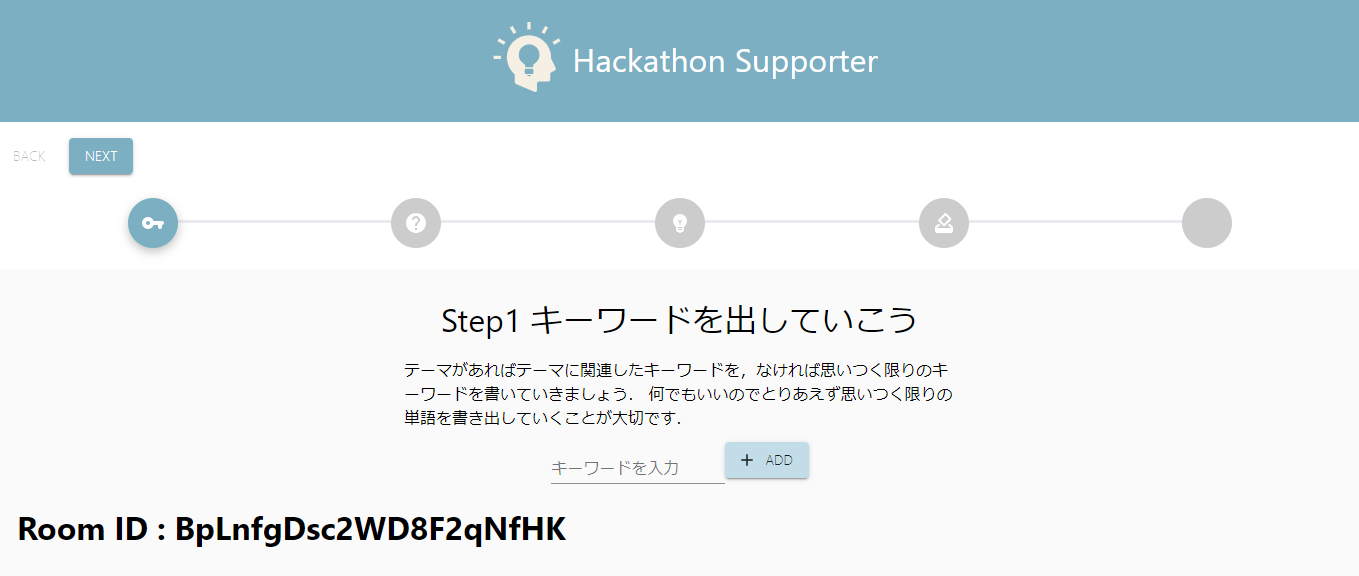 Hackathon Supporter
BACK
NEXT
Step1 キーワードを出していこう
テーマがあればテーマに関連したキーワードを，なければ思いつく限りのキ
ーワードを書いていきましょう． 何でもいいのでとりあえず思いつく限りの
単語を書き出していくことが大切です．
キーワードを入力
+ ADD
Room ID : BpLnfgDsc2WD8F2qNfHK